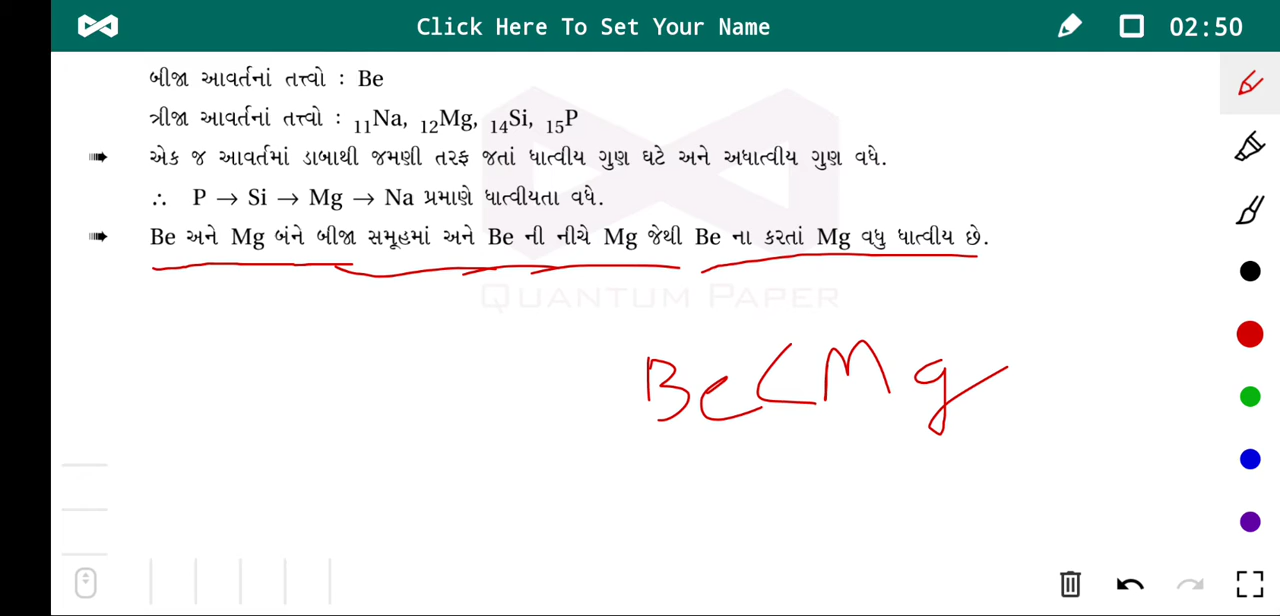 Click Here To Set Your Name
02:50
બીજા આવર્તનાં તત્ત્વો : Be
ત્રીજા આવર્તનાં તત્ત્વો : ₁₁Na, ₁₂Mg, ₁₄Si, ₁₅P
➠ એક જ આવર્તમાં ડાબાથી જમણી તરફ જતાં ધાત્વીય ગુણ ઘટે અને અધાત્વીય ગુણ વધે.
∴ P → Si → Mg → Na પ્રમાણે ધાત્વીયતા વધે.
➠ Be અને Mg બંને બીજા સમૂહમાં અને Be ની નીચે Mg જેથી Be ના કરતાં Mg વધુ ધાત્વીય છે.
QUANTUM PAPER
Be < Mg